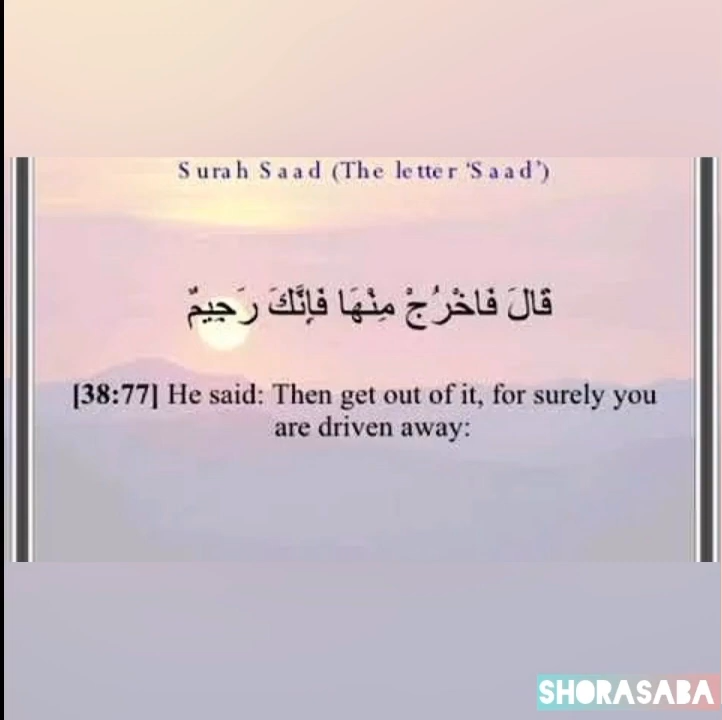 Surah Saad (The letter ‘Saad’)
قَالَ فَاخْرُجْ مِنْهَا فَإِنَّكَ رَجِيمٌ
[38:77] He said: Then get out of it, for surely you
are driven away:
SHORASABA